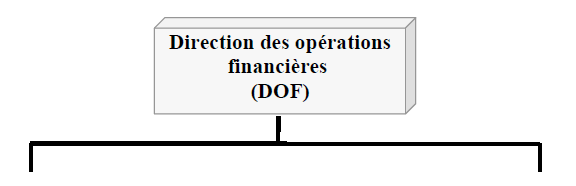 Direction des opérations
financières
(DOF)